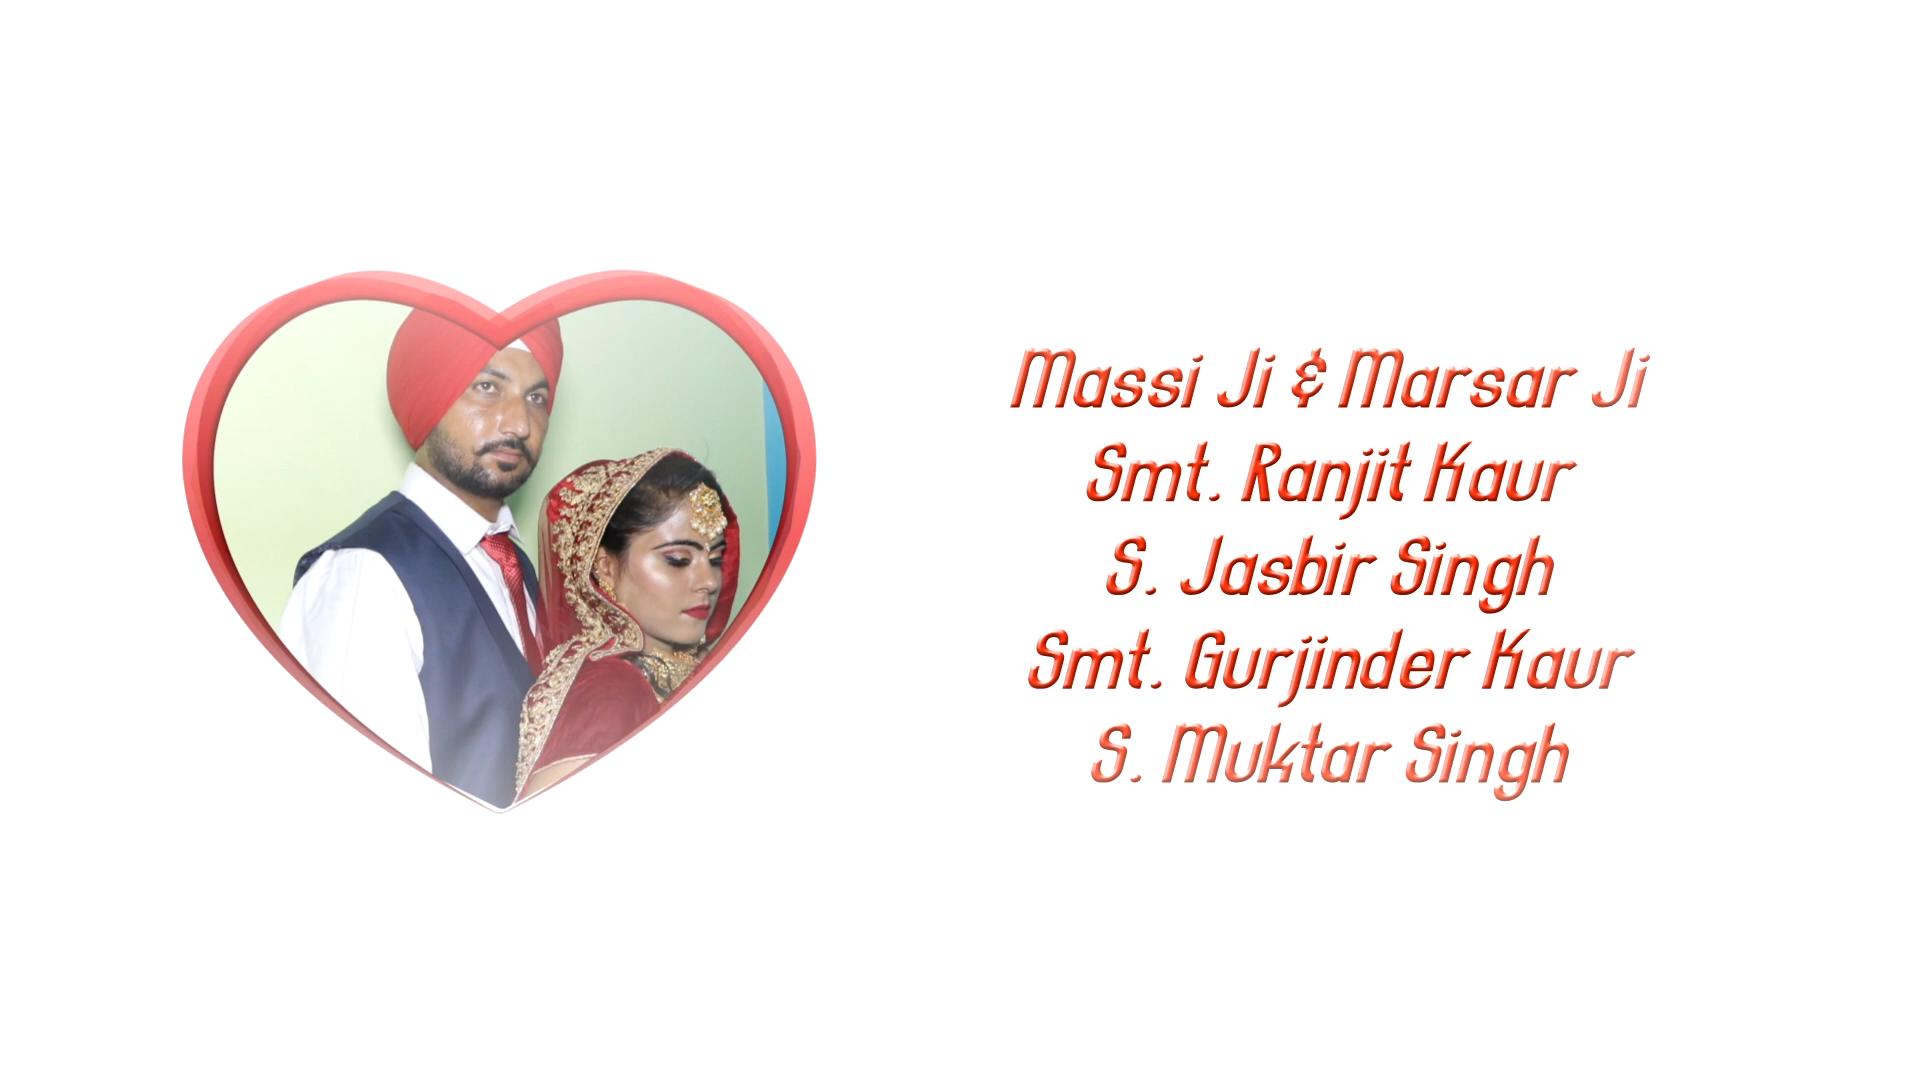 Massi Ji & Marsar Ji
Smt. Ranjit Kaur
S. Jasbir Singh
Smt. Gurjinder Kaur
S. Muktar Singh